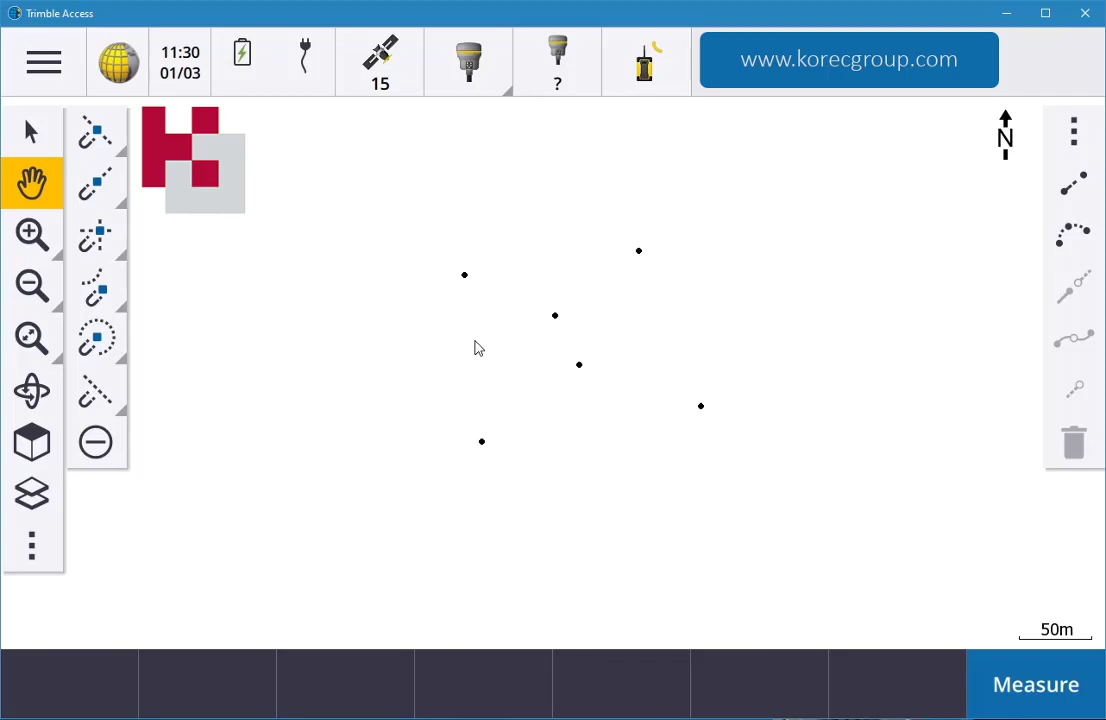 Trimble Access
11:30
01/03
15
?
www.korecgroup.com
N
50m
Measure